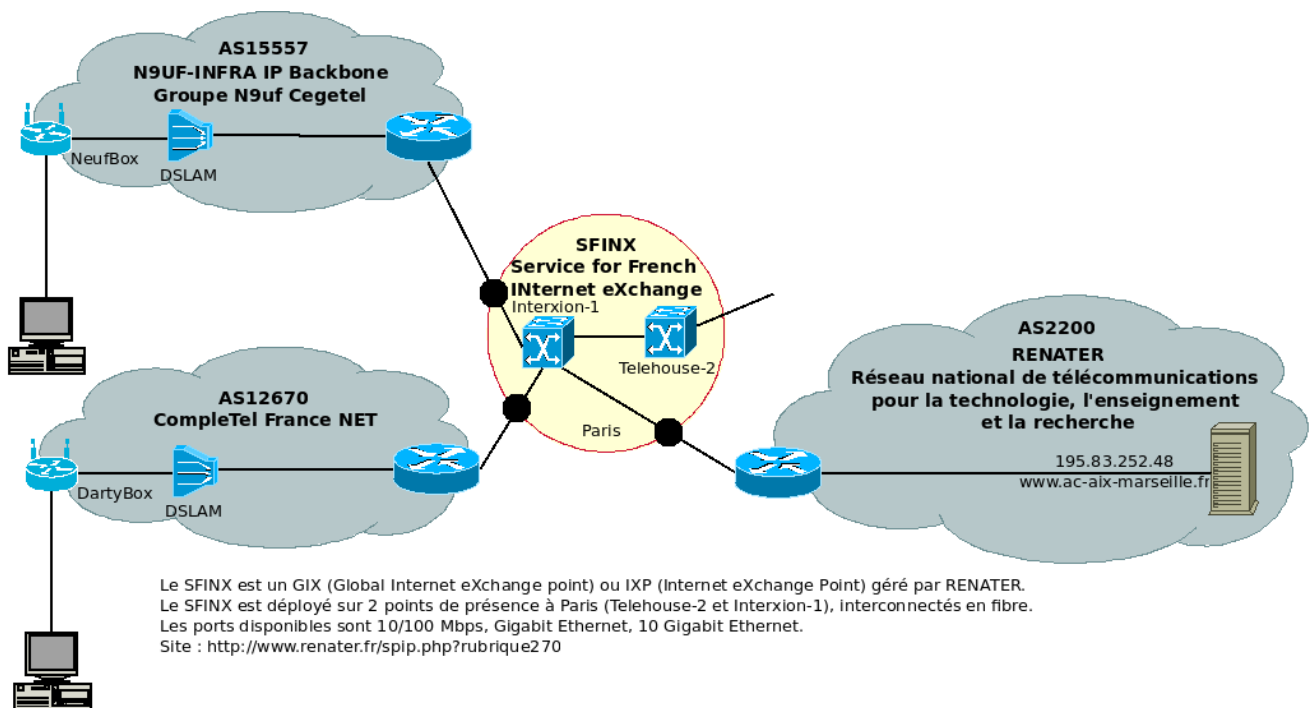 AS15557
N9UF-INFRA IP Backbone
Groupe N9uf Cegetel
NeufBox
DSLAM
SFINX
Service for French
INternet eXchange
Interxion-1
Telehouse-2
Paris
AS12670
CompleTel France NET
DartyBox
DSLAM
AS2200
RENATER
Réseau national de télécommunications
pour la technologie, l'enseignement
et la recherche
195.83.252.48
www.ac-aix-marseille.fr
Le SFINX est un GIX (Global Internet eXchange point) ou IXP (Internet eXchange Point) géré par RENATER.
Le SFINX est déployé sur 2 points de présence à Paris (Telehouse-2 et Interxion-1), interconnectés en fibre.
Les ports disponibles sont 10/100 Mbps, Gigabit Ethernet, 10 Gigabit Ethernet.
Site : http://www.renater.fr/spip.php?rubrique270